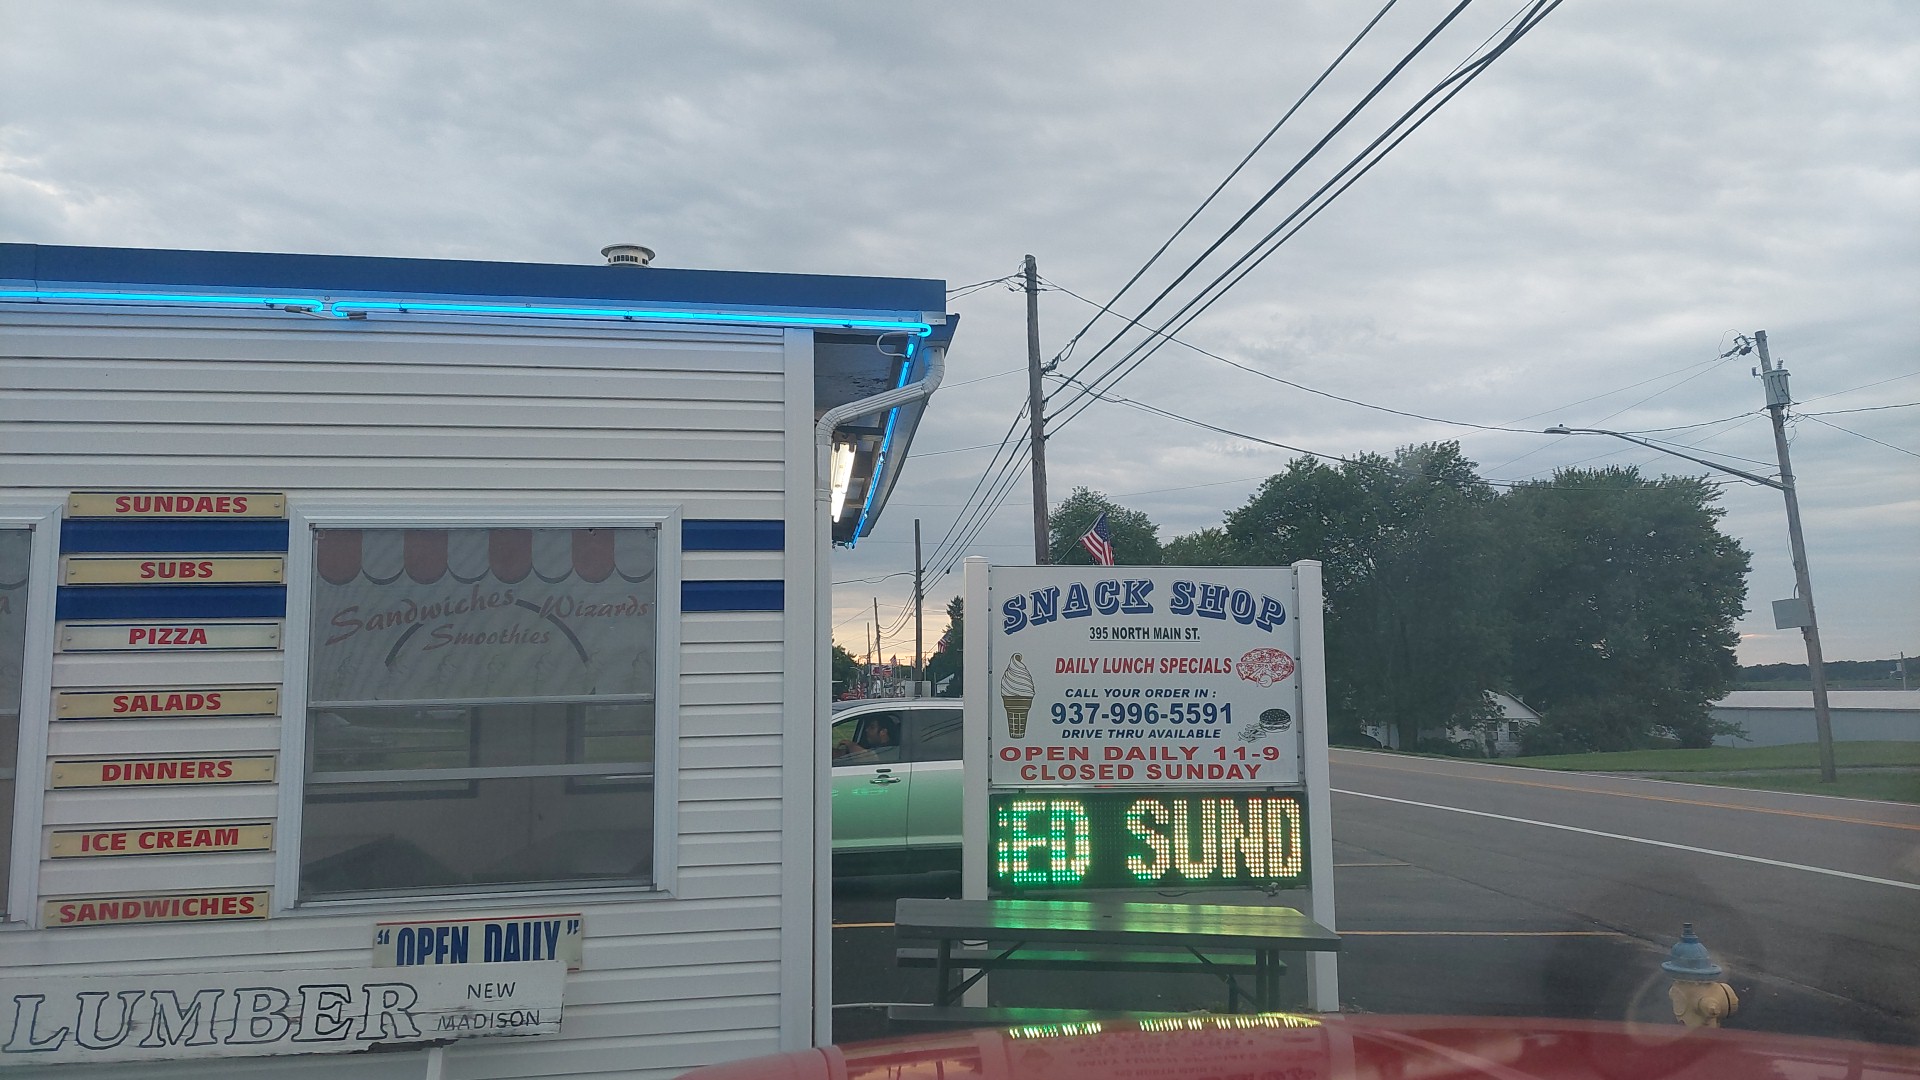 SUNDAES
SUBS
PIZZA
SALADS
DINNERS
ICE CREAM
SANDWICHES
Sandwiches Wizards
Smoothies
"OPEN DAILY"
LUMBER
NEW
MADISON
SNACK SHOP
395 NORTH MAIN ST.
DAILY LUNCH SPECIALS
CALL YOUR ORDER IN :
937-996-5591
DRIVE THRU AVAILABLE
OPEN DAILY 11-9
CLOSED SUNDAY
ED SUND